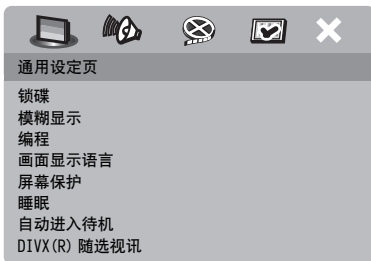 通用设定页
锁碟
模糊显示
编程
画面显示语言
屏幕保护
睡眠
自动进入待机
DIVX(R) 随选视讯